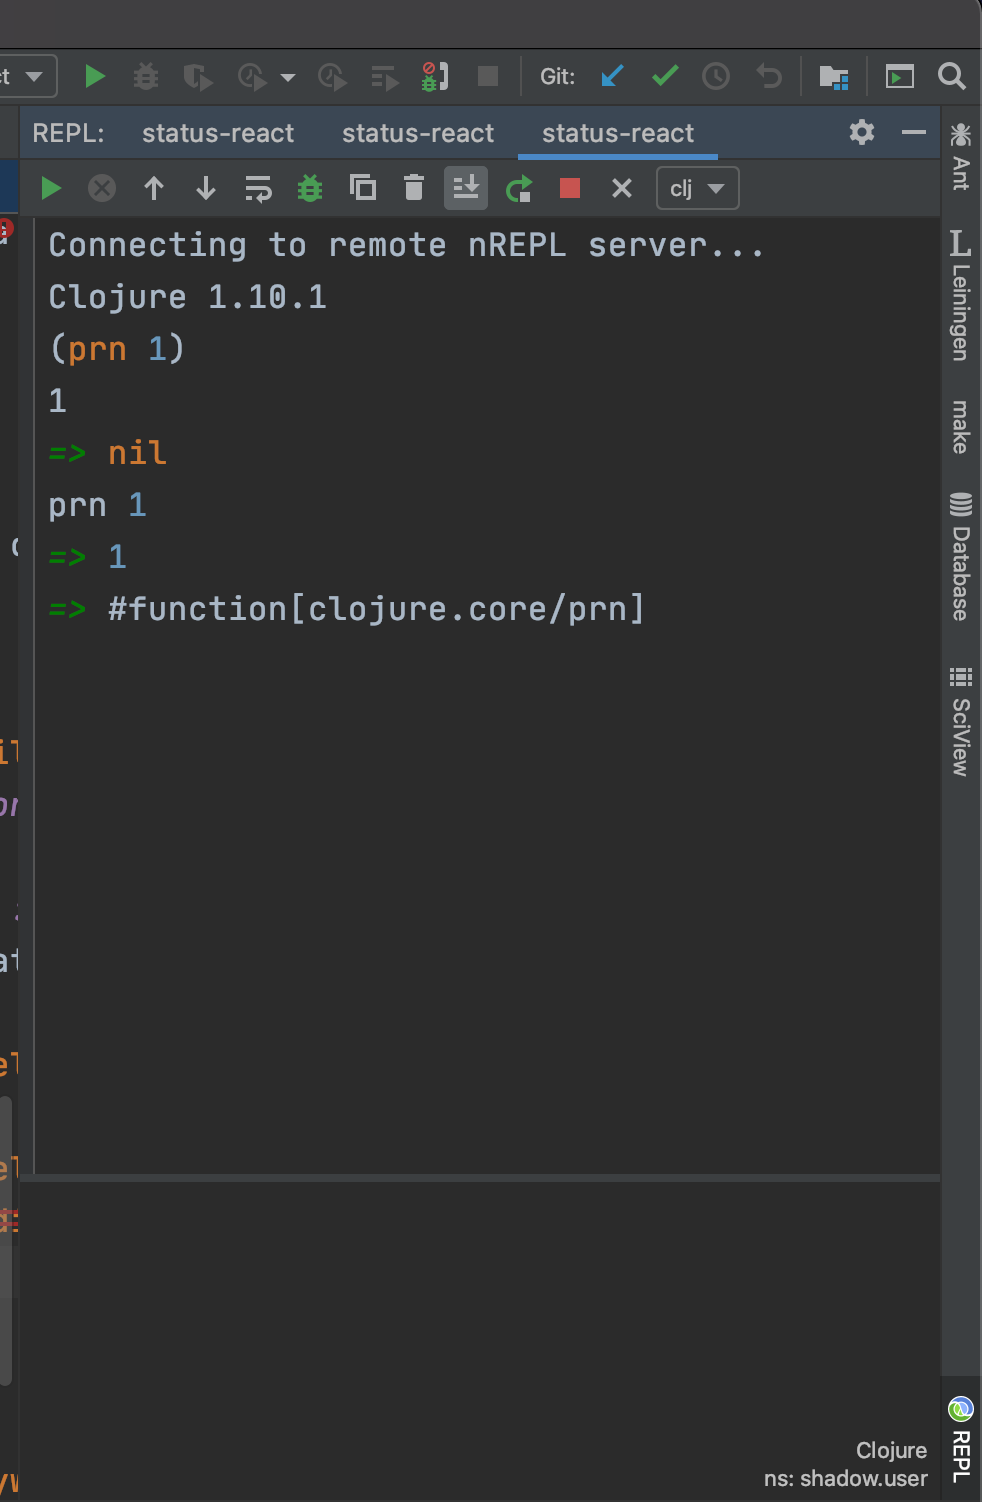 Git:
REPL: status-react status-react status-react
clj
Connecting to remote nREPL server...
Clojure 1.10.1
(prn 1)
1
=> nil
prn 1
=> 1
=> #function[clojure.core/prn]
Clojure
ns: shadow.user
Ant
Leiningen
make
Database
SciView
REPL